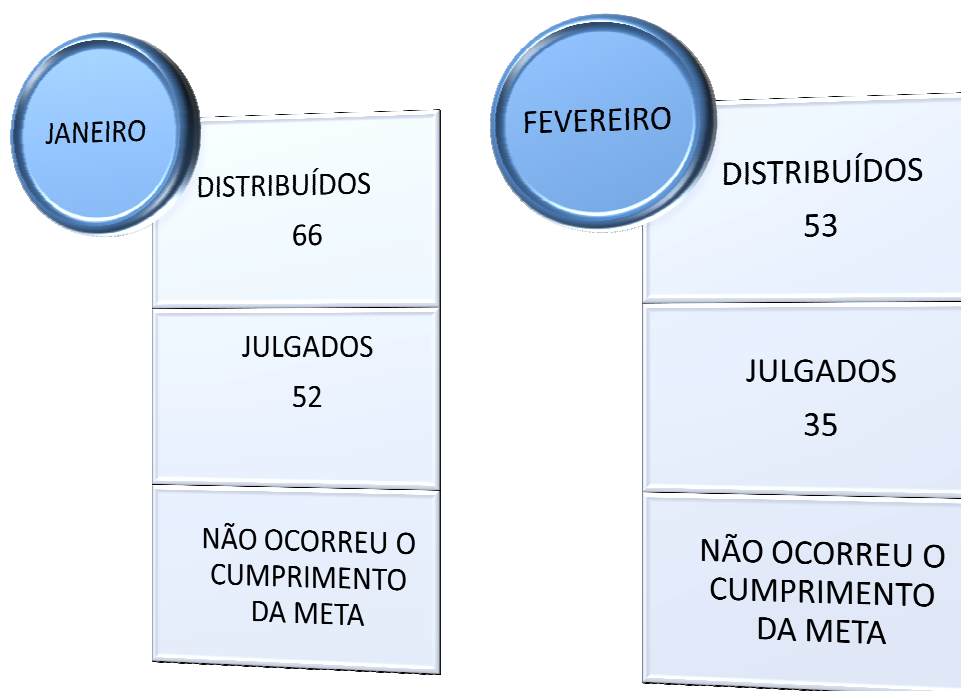 JANEIRO
DISTRIBUÍDOS
66
JULGADOS
52
NÃO OCORREU O
CUMPRIMENTO
DA META
FEVEREIRO
DISTRIBUÍDOS
53
JULGADOS
35
NÃO OCORREU O
CUMPRIMENTO
DA META